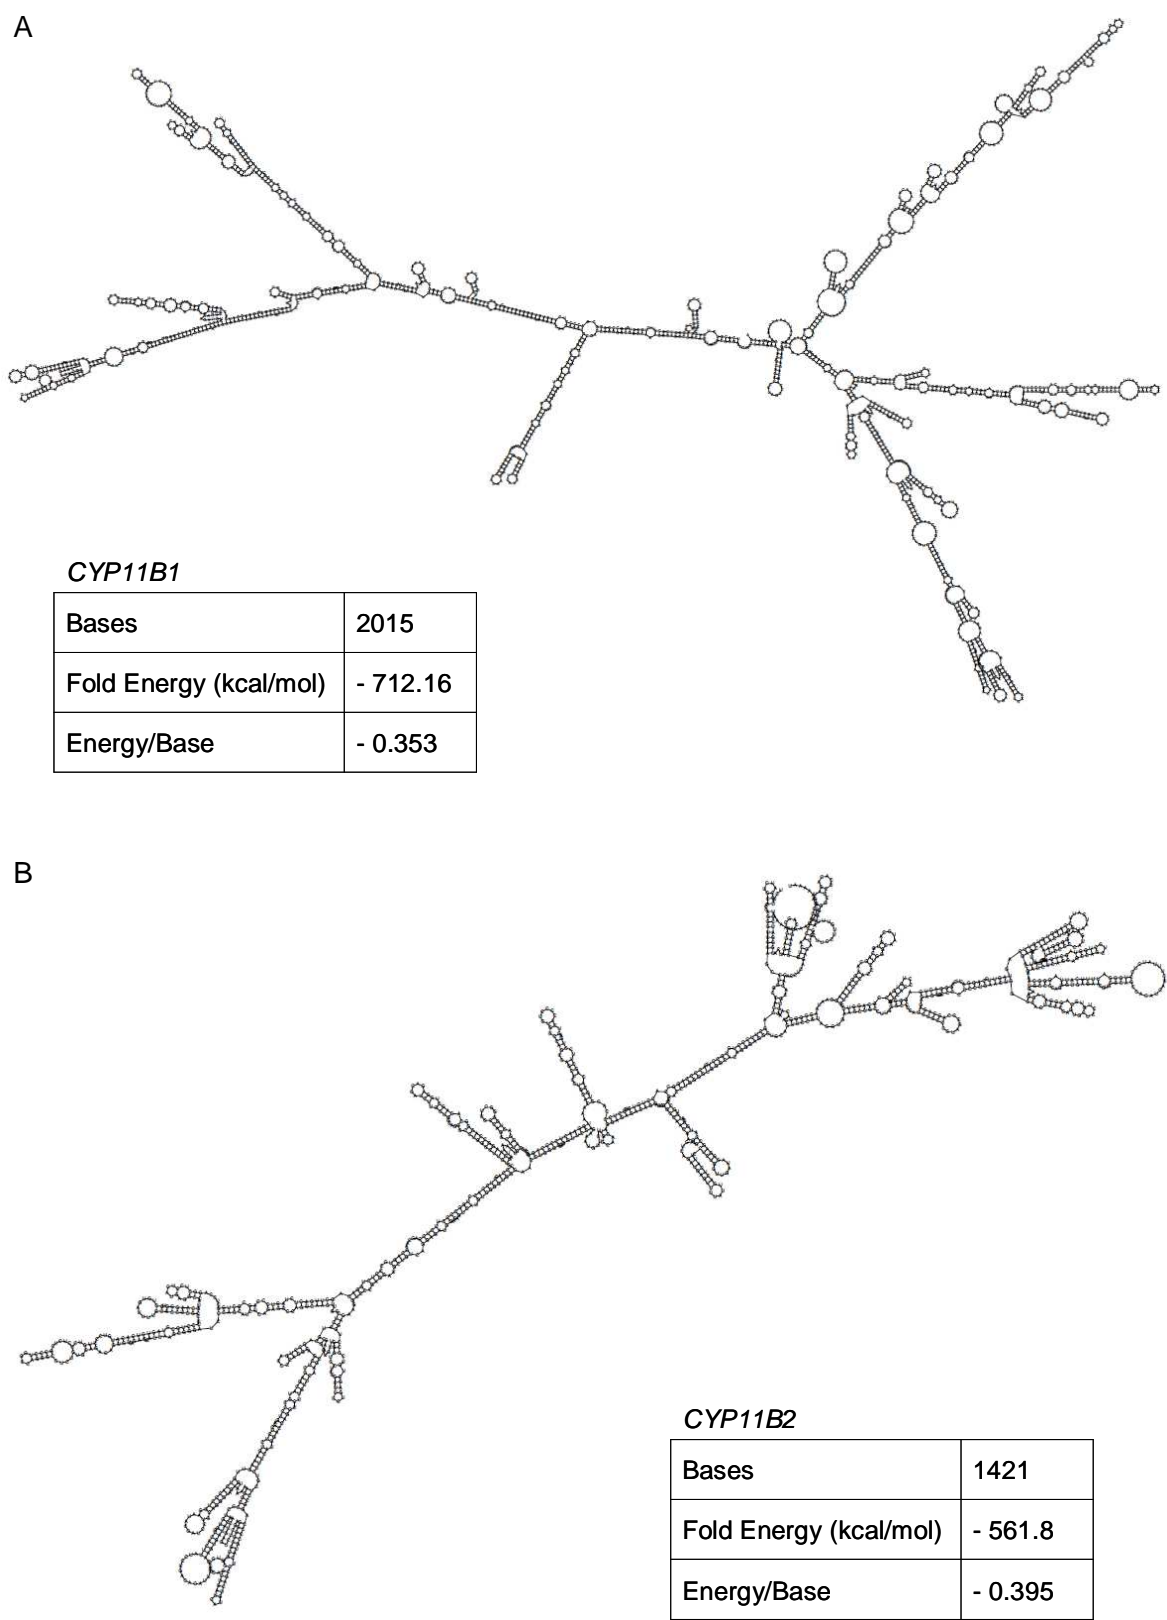 A
CYP11B1
Bases 2015
Fold Energy (kcal/mol) - 712.16
Energy/Base - 0.353
B
CYP11B2
Bases 1421
Fold Energy (kcal/mol) - 561.8
Energy/Base - 0.395